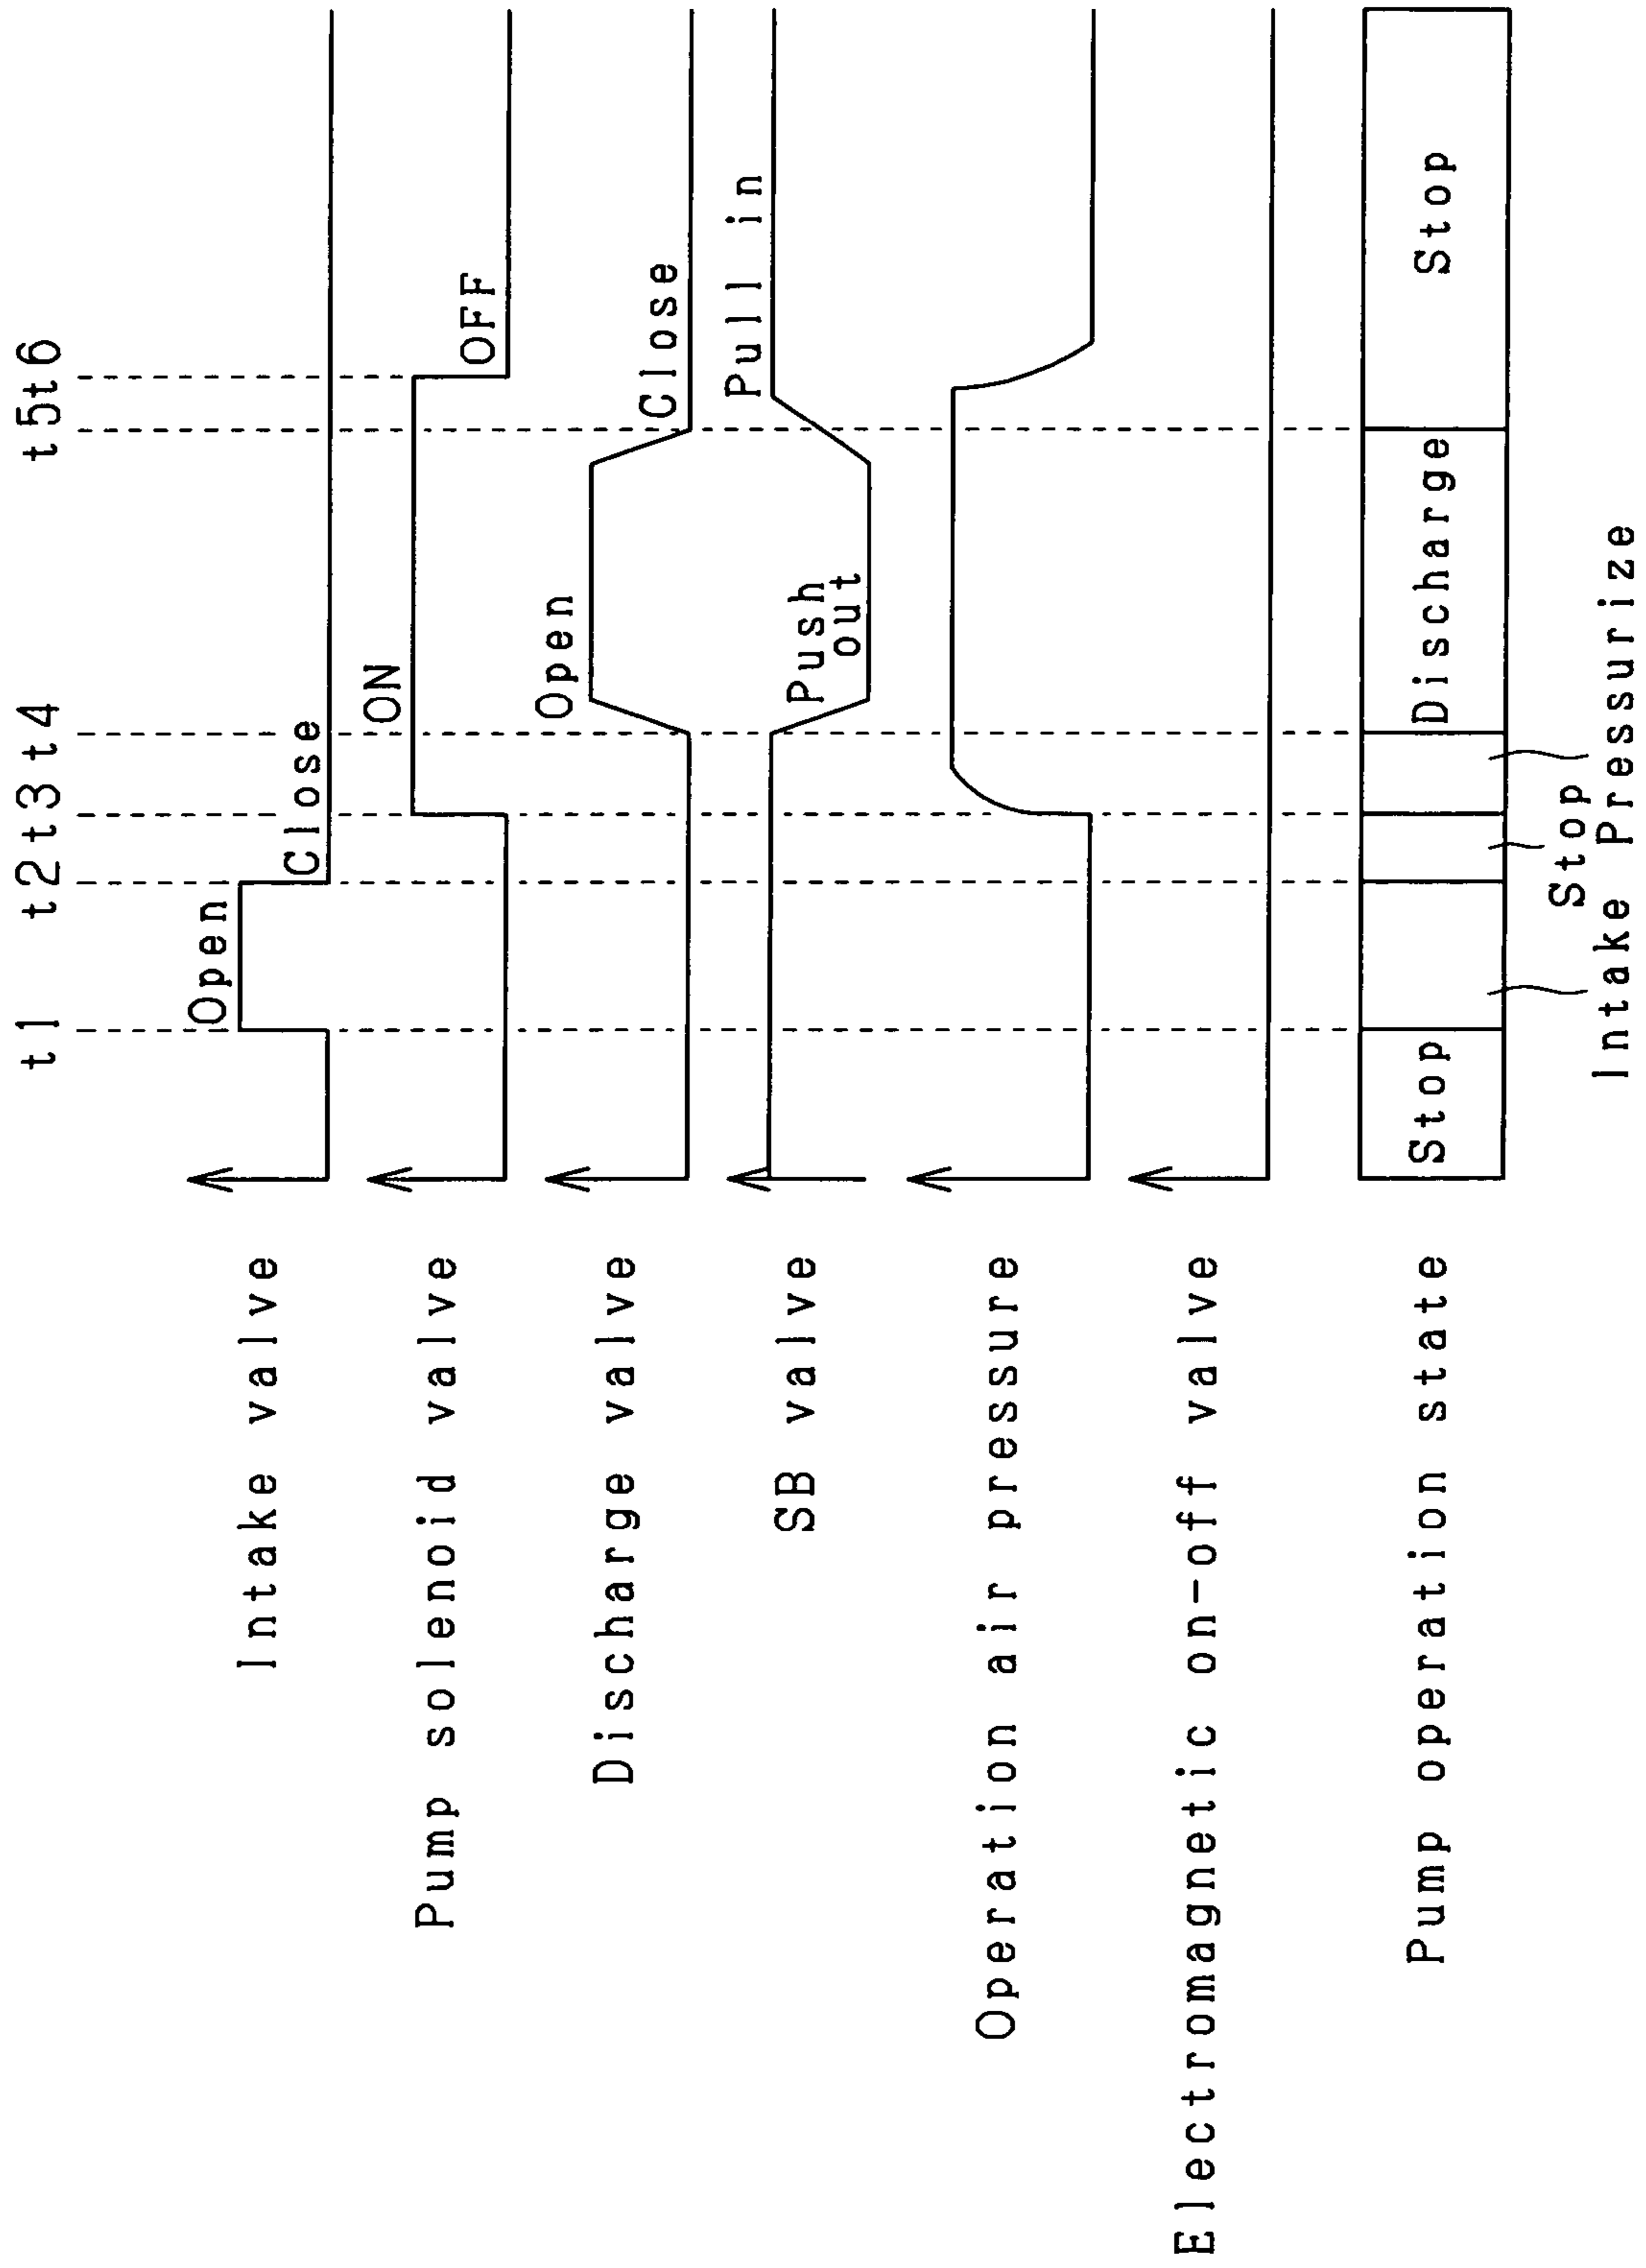 t1 t2 t3 t4 t5 t6
Intake valve
Open
Close
Pump solenoid valve
ON
OFF
Discharge valve
Open
Close
SB valve
Push
out
Pull in
Operation air pressure
Electromagnetic on-off valve
Pump operation state
Stop
Discharge
Stop
Stop
Intake Pressurize